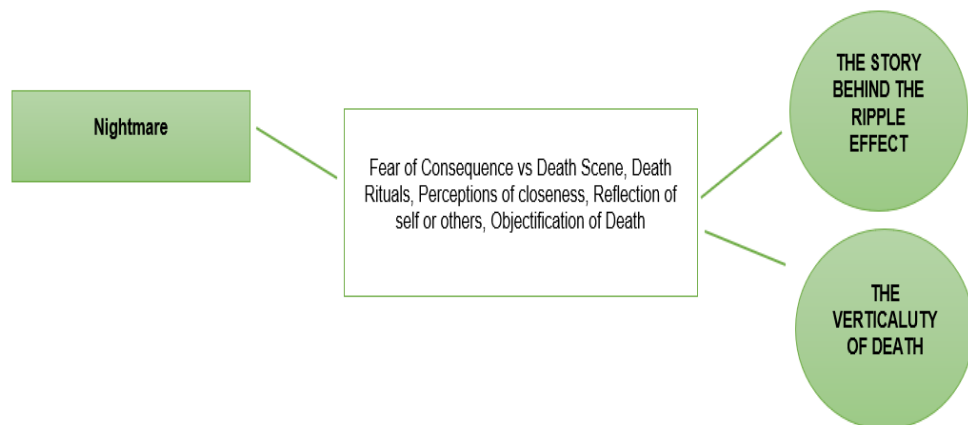 Nightmare
Fear of Consequence vs Death Scene, Death
Rituals, Perceptions of closeness, Reflection of
self or others, Objectification of Death
THE STORY
BEHIND THE
RIPPLE
EFFECT
THE
VERTICALUTY
OF DEATH